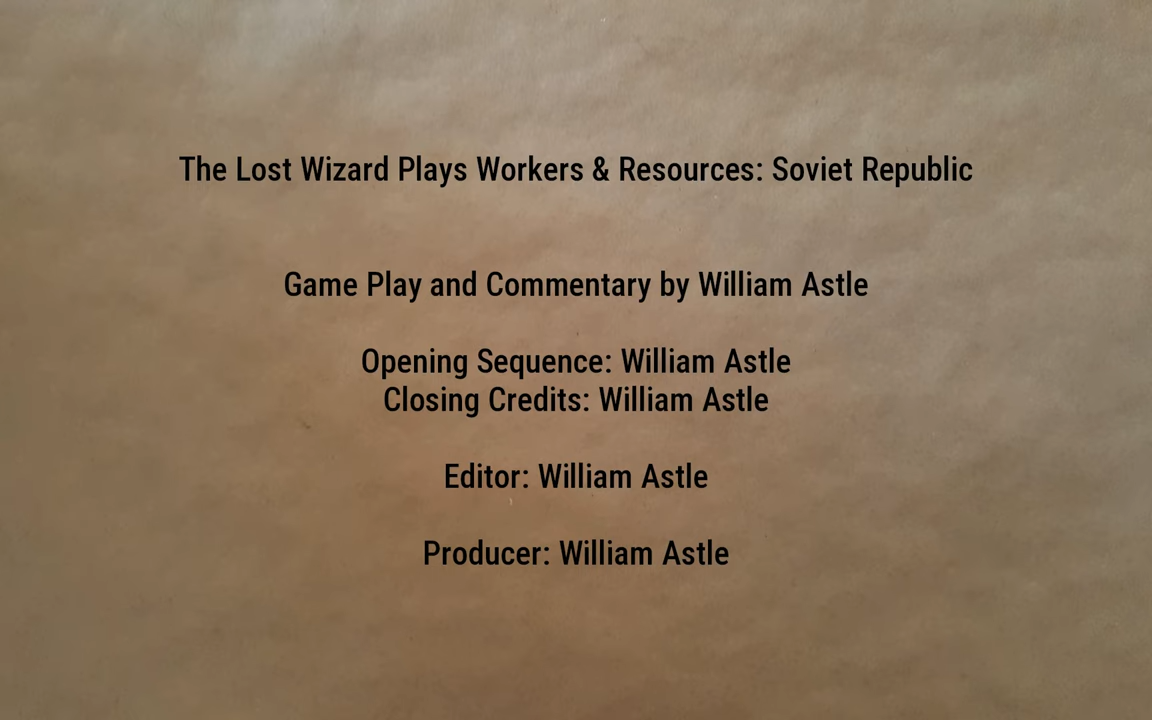 The Lost Wizard Plays Workers & Resources: Soviet Republic
Game Play and Commentary by William Astle
Opening Sequence: William Astle
Closing Credits: William Astle
Editor: William Astle
Producer: William Astle